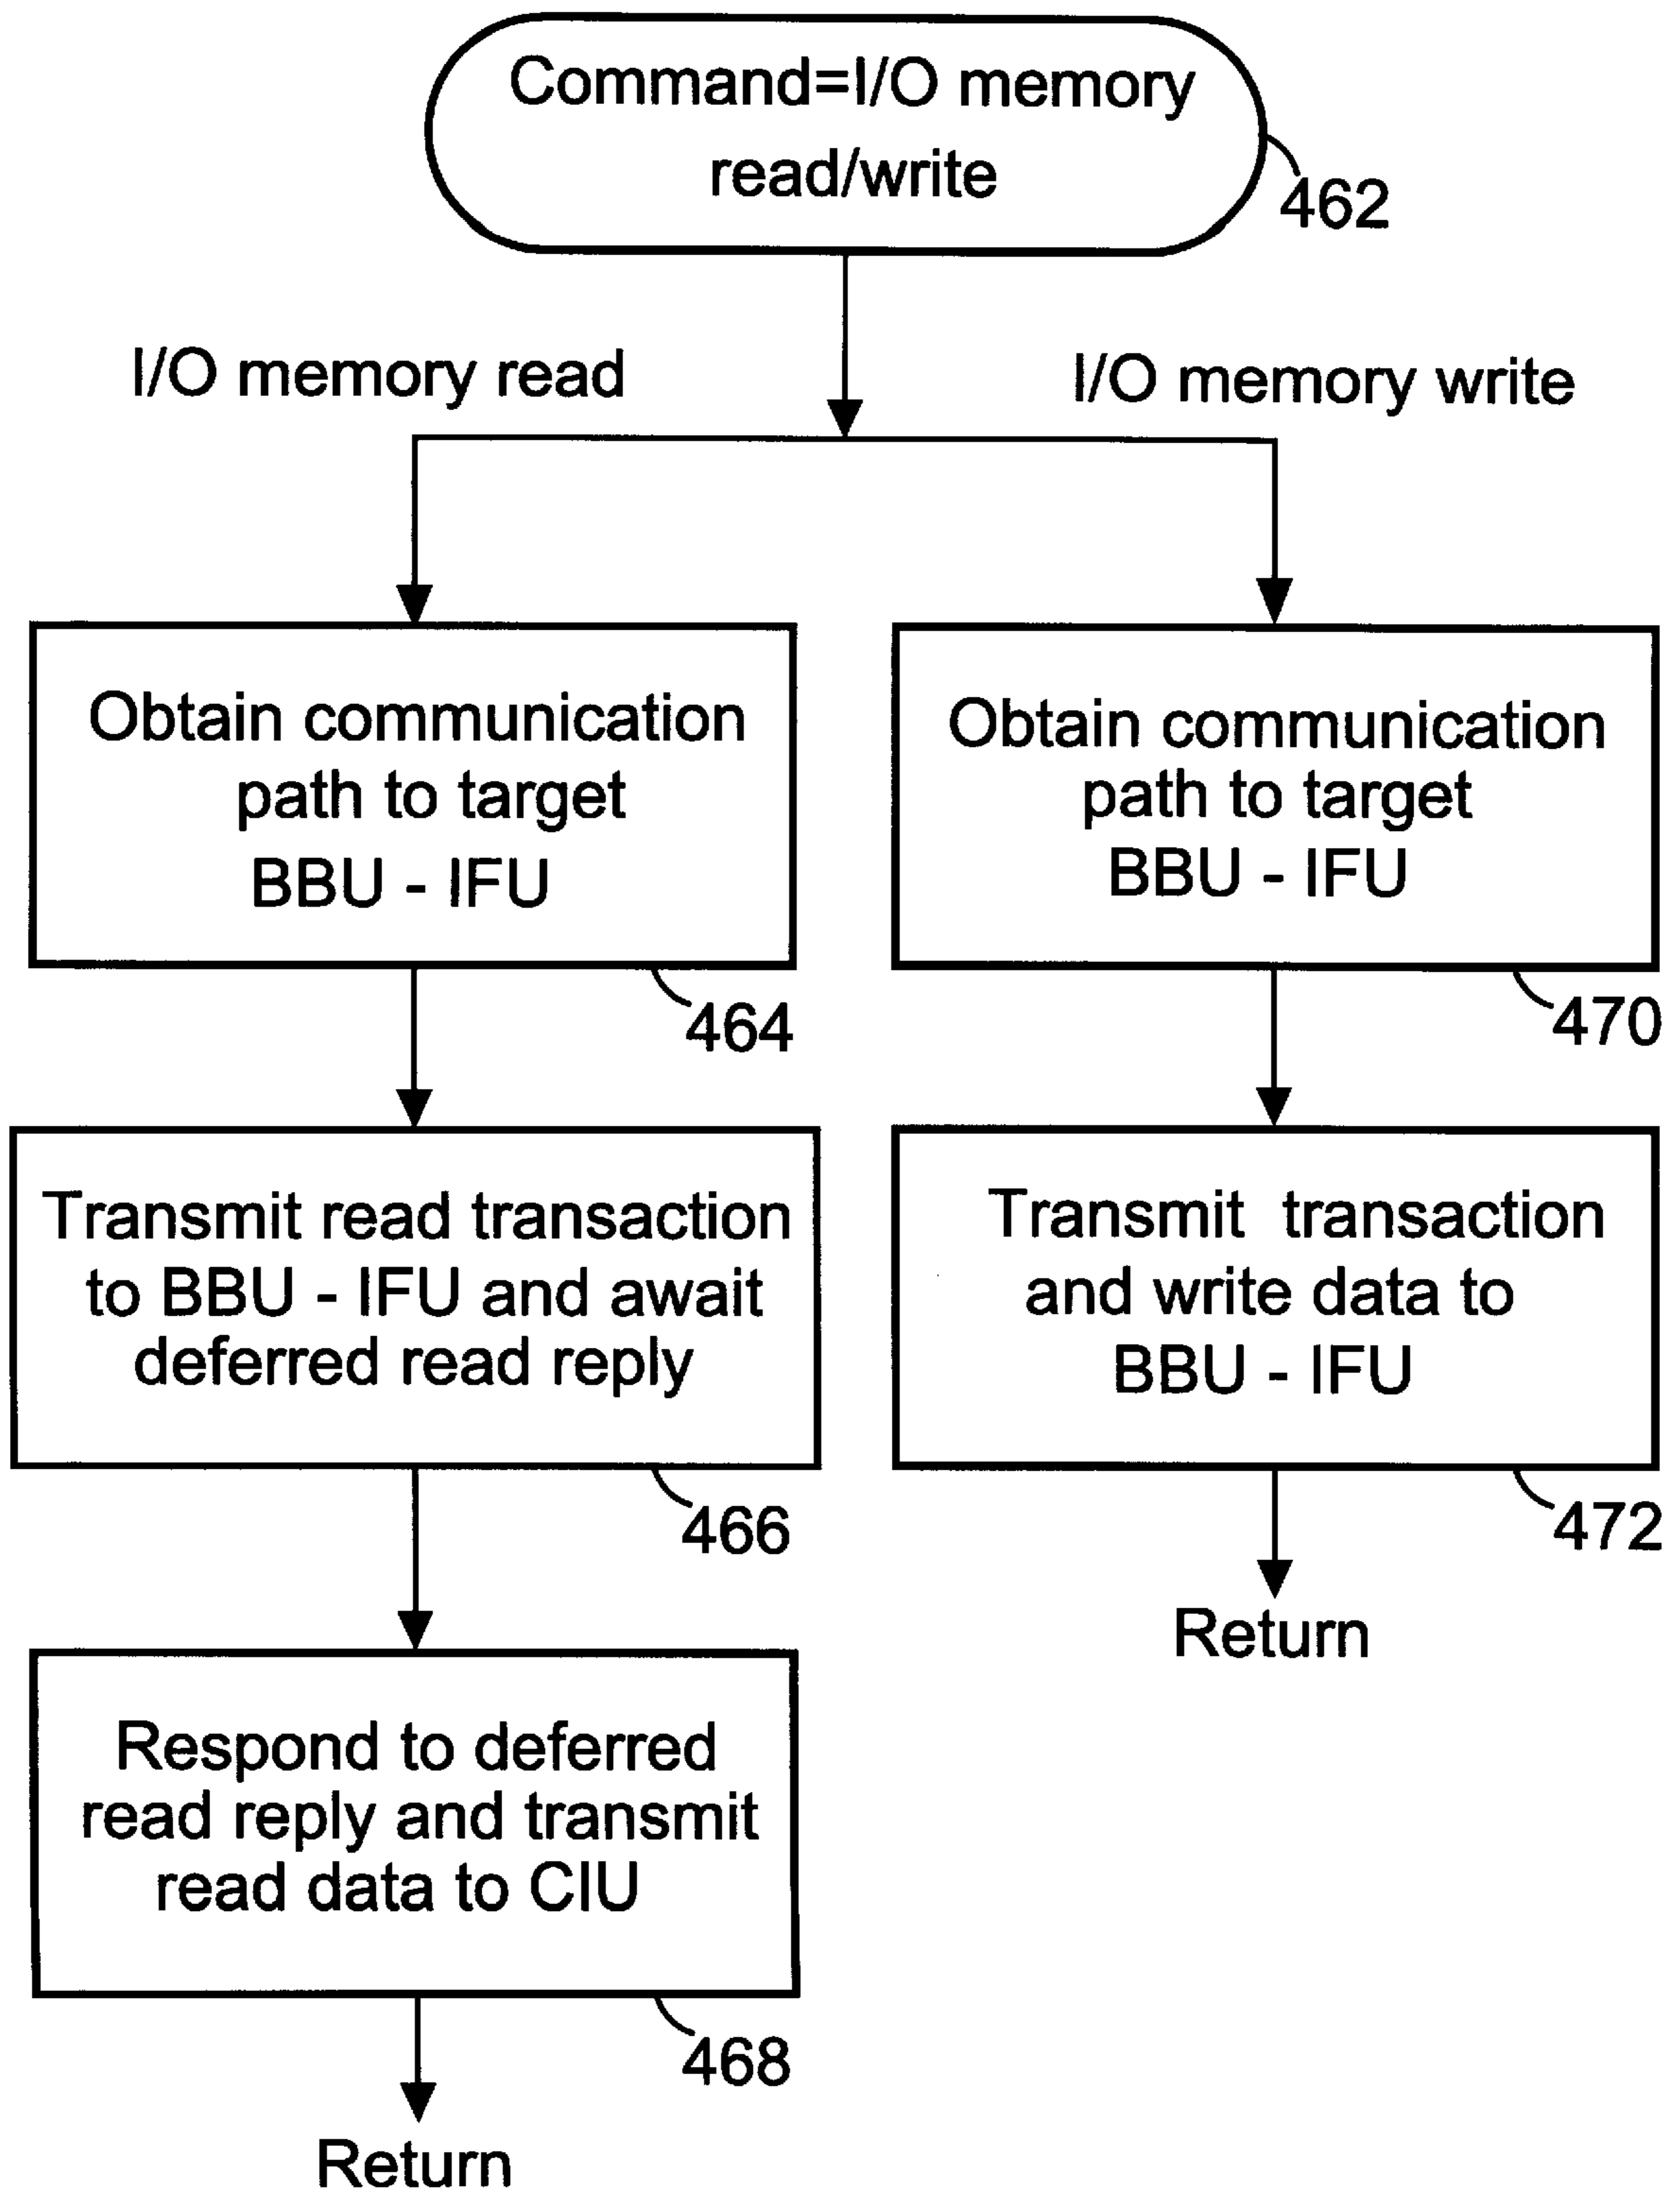 Command=I/O memory
read/write
462
I/O memory read
I/O memory write
Obtain communication
path to target
BBU - IFU
464
Obtain communication
path to target
BBU - IFU
470
Transmit read transaction
to BBU - IFU and await
deferred read reply
466
Transmit transaction
and write data to
BBU - IFU
472
Return
Respond to deferred
read reply and transmit
read data to CIU
468
Return